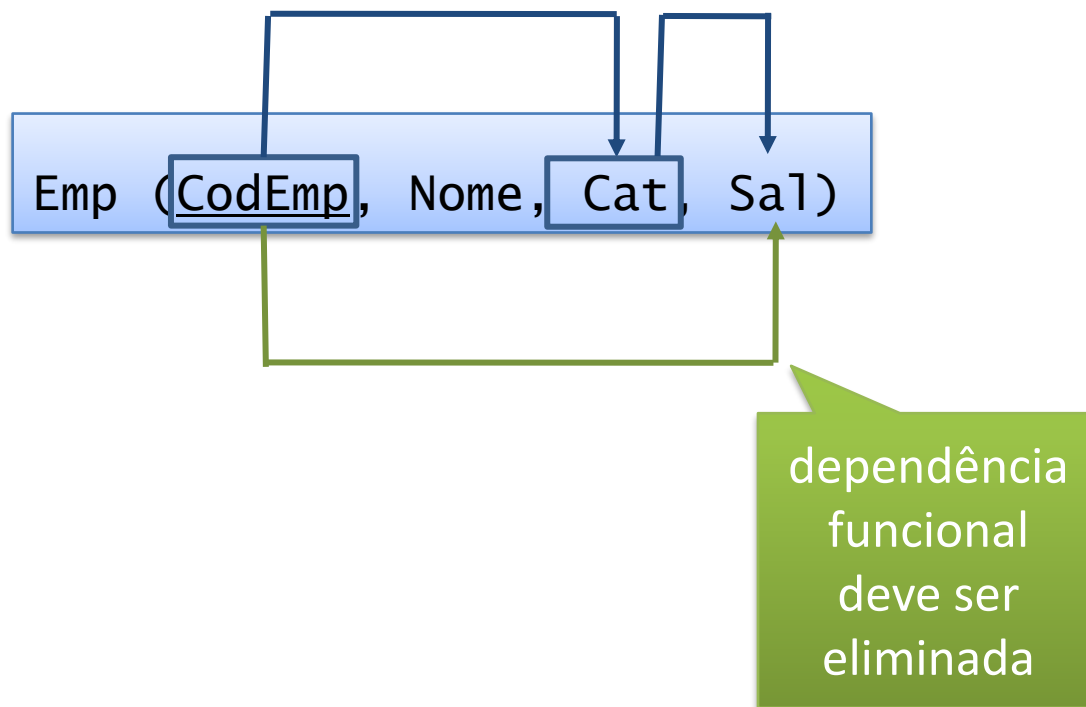 Emp (CodEmp, Nome, Cat, Sal)
dependência
funcional
deve ser
eliminada